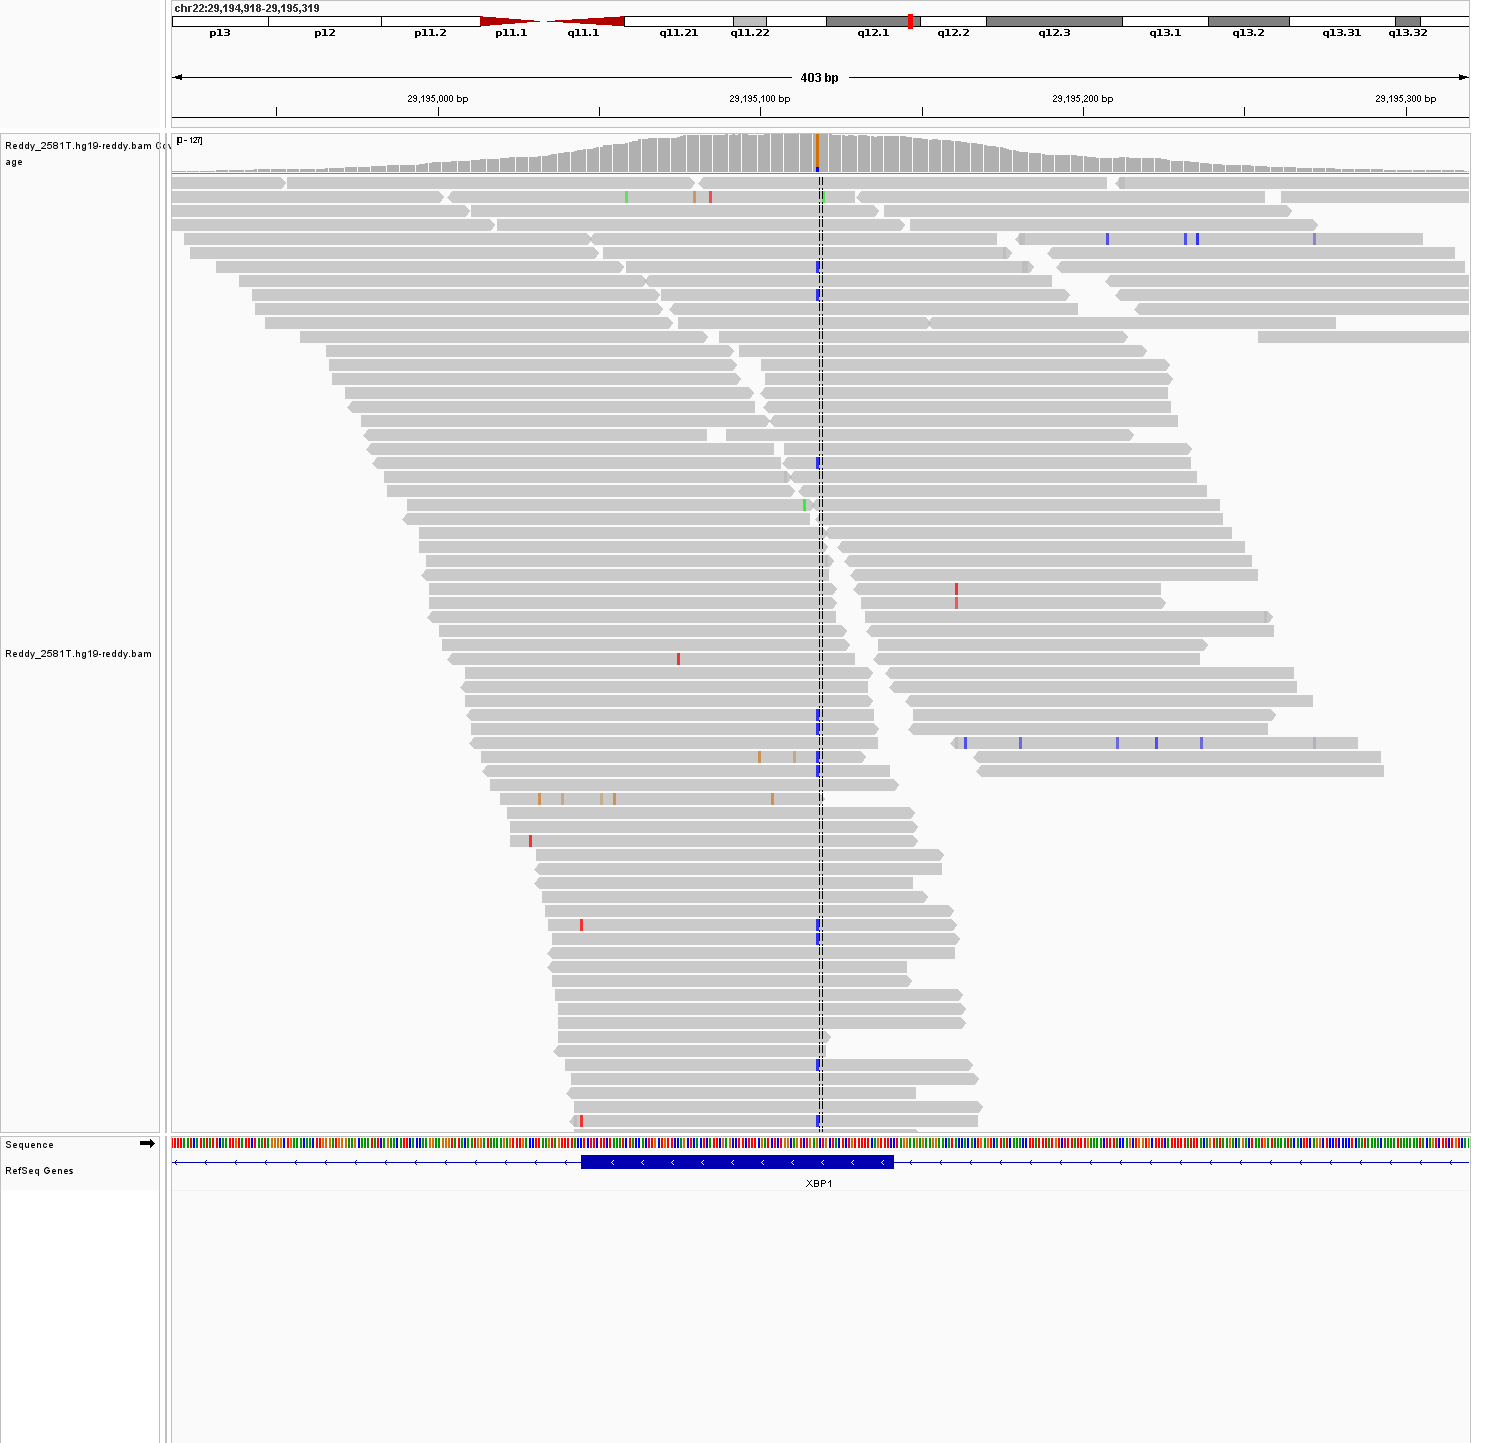 chr22:29,194,918-29,195,319
p13 p12 p11.2 p11.1 q11.1 q11.21 q11.22 q12.1 q12.2 q12.3 q13.1 q13.2 q13.31 q13.32
403 bp
29,195,000 bp 29,195,100 bp 29,195,200 bp 29,195,300 bp
Reddy_2581T.hg19-reddy.bam Cov
age
[0 - 127]
Reddy_2581T.hg19-reddy.bam
Sequence
RefSeq Genes
XBP1